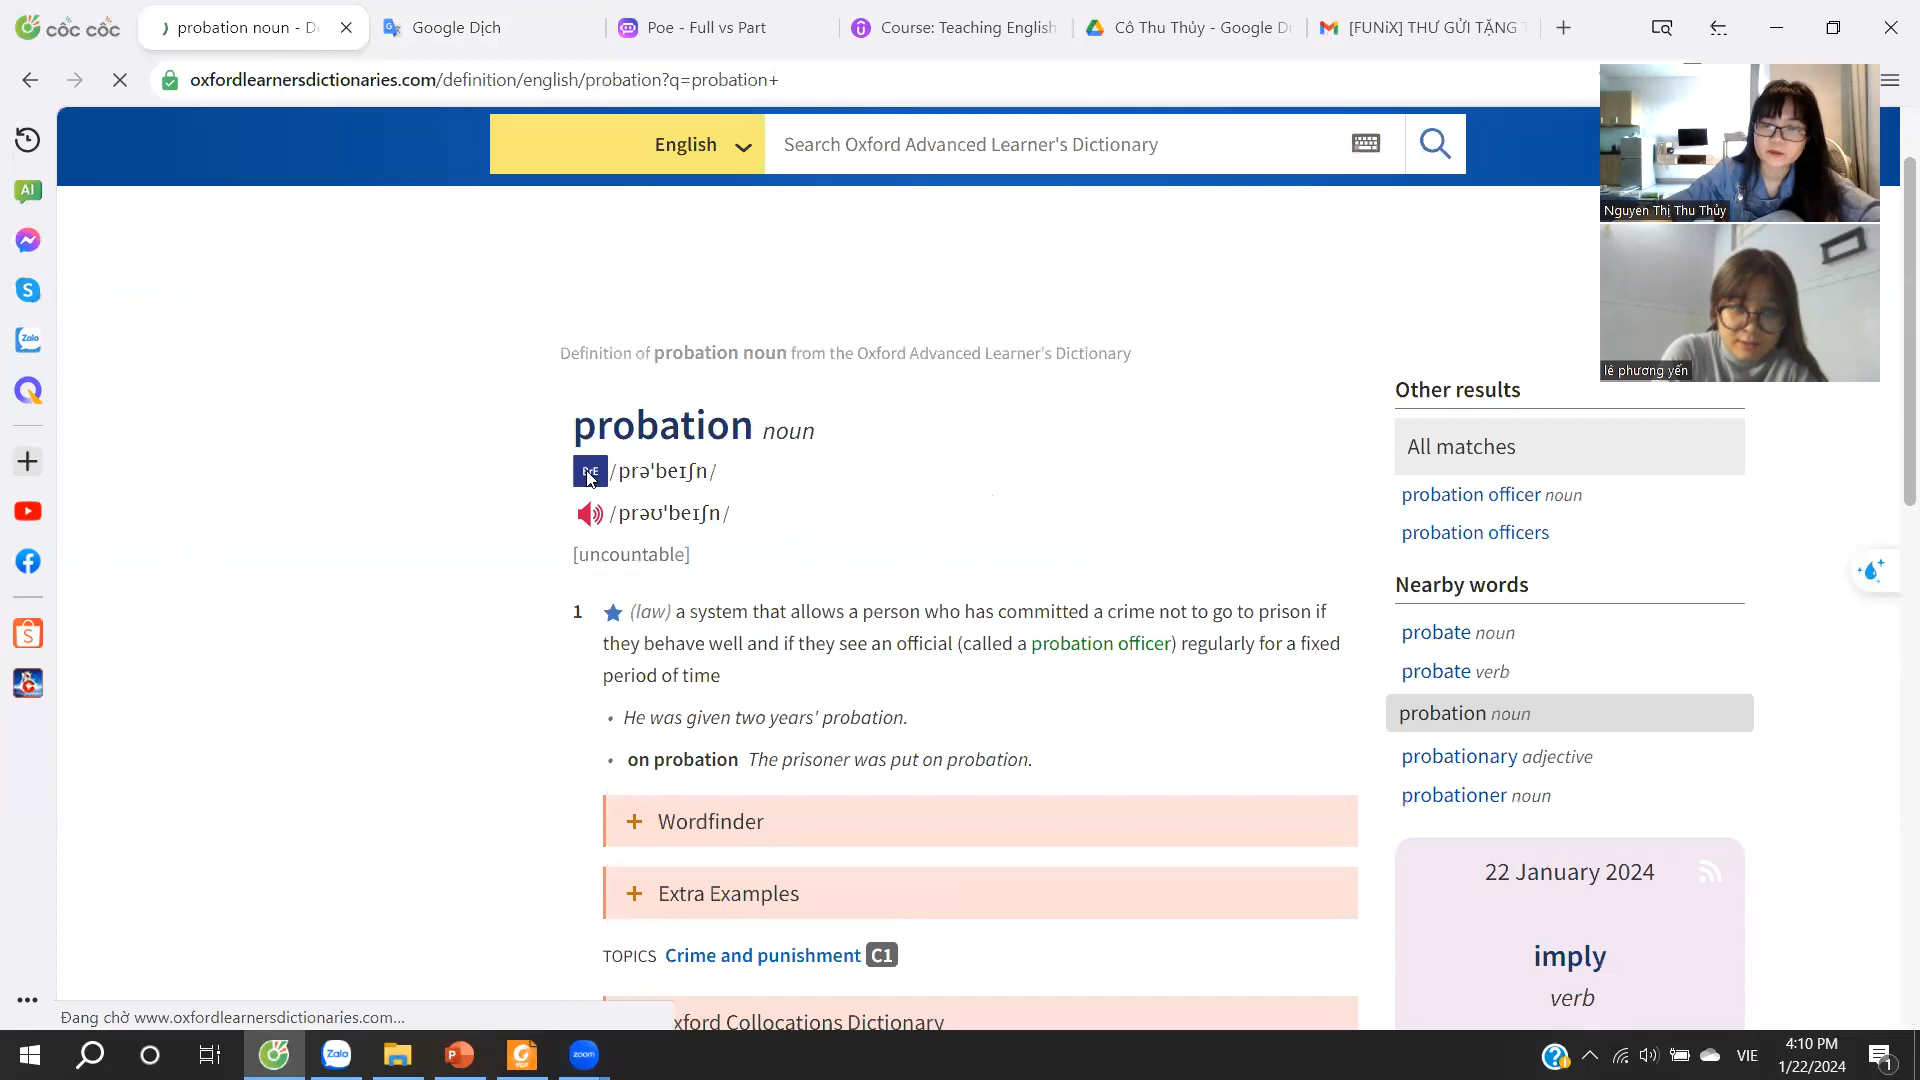 cốc cốc
probation noun - D
Google Dịch
Poe - Full vs Part
Course: Teaching English
Cô Thu Thủy - Google D
[FUNiX] THƯ GỬI TẶNG T
oxfordlearnersdictionaries.com/definition/english/probation?q=probation+
English
Search Oxford Advanced Learner's Dictionary
AI
Zalo
Nguyen Thị Thu Thủy
lê phương yến
Definition of probation noun from the Oxford Advanced Learner's Dictionary
probation noun
BrE /prəˈbeɪʃn/
/prəʊˈbeɪʃn/
[uncountable]
1 (law) a system that allows a person who has committed a crime not to go to prison if
they behave well and if they see an official (called a probation officer) regularly for a fixed
period of time
• He was given two years' probation.
• on probation The prisoner was put on probation.
+ Wordfinder
+ Extra Examples
TOPICS Crime and punishment C1
xford Collocations Dictionary
Other results
All matches
probation officer noun
probation officers
Nearby words
probate noun
probate verb
probation noun
probationary adjective
probationer noun
22 January 2024
imply
verb
Đang chờ www.oxfordlearnersdictionaries.com...
Zalo
zoom
VIE
4:10 PM
1/22/2024
1